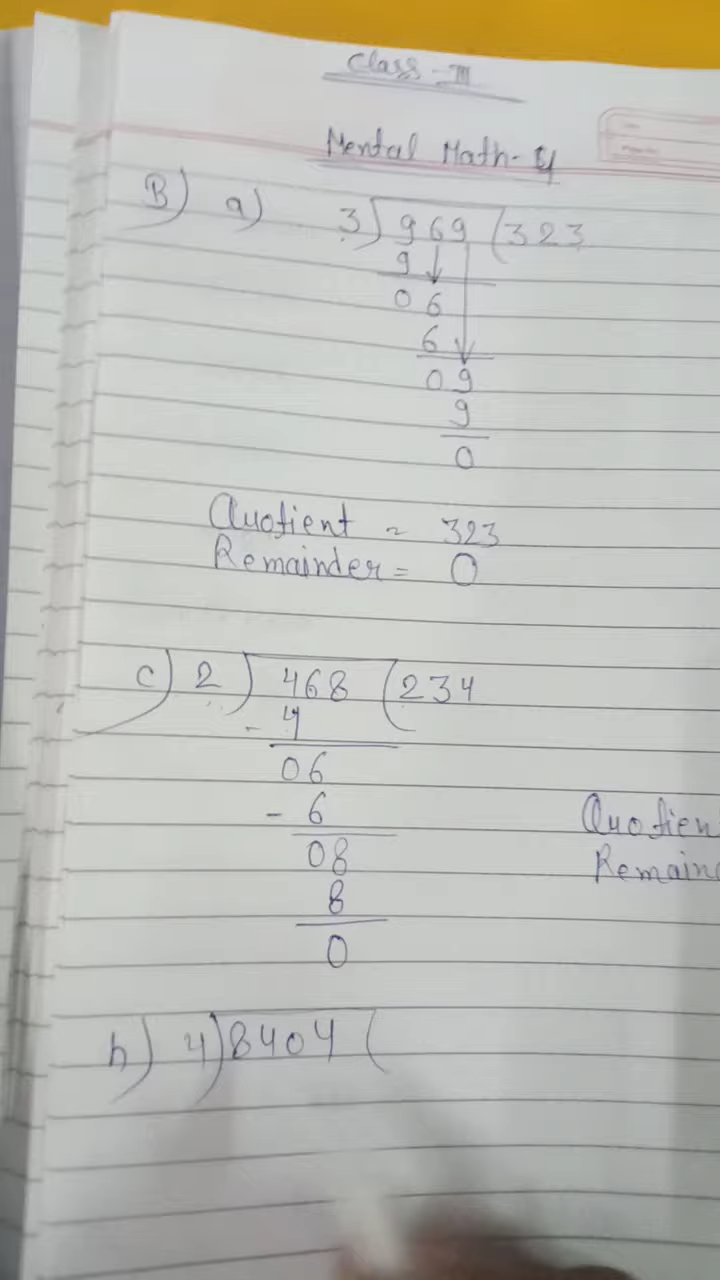 Class - III
Mental Math - 4
B) a) 3) 969 (323
9
06
6
09
9
0
Quotient = 323
Remainder = 0
c) 2) 468 (234
- 4
06
- 6
08
8
0
Quotien
Remain
h) 4) 8404 (